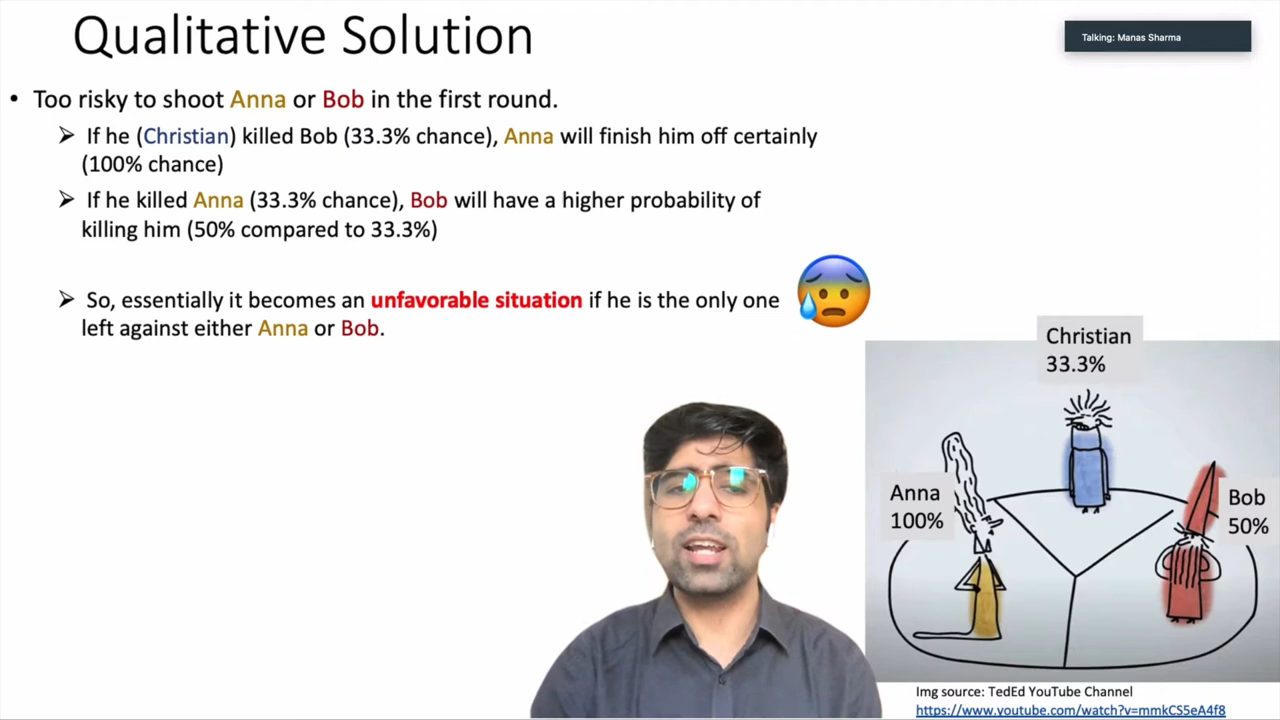 Qualitative Solution
Talking: Manas Sharma
• Too risky to shoot Anna or Bob in the first round.
➢ If he (Christian) killed Bob (33.3% chance), Anna will finish him off certainly
(100% chance)
➢ If he killed Anna (33.3% chance), Bob will have a higher probability of
killing him (50% compared to 33.3%)
➢ So, essentially it becomes an unfavorable situation if he is the only one
left against either Anna or Bob.
Christian
33.3%
Anna
100%
Bob
50%
Img source: TedEd YouTube Channel
https://www.youtube.com/watch?v=mmkCS5eA4f8